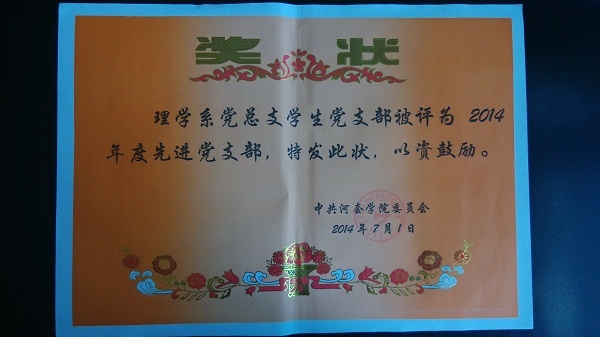 奖 状
理学系党总支学生党支部被评为 2014
年度先进党支部，特发此状，以资鼓励。
中共河套学院委员会
2014年7月1日